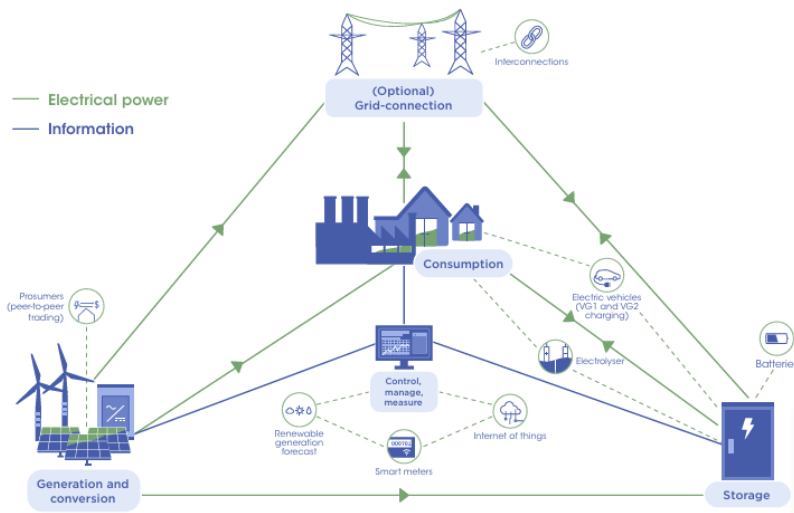 Interconnections
(Optional)
Grid-connection
Electrical power
Information
Consumption
Prosumers
(peer-to-peer
trading)
$
Electric vehicles
(VG1 and VG2
charging)
Electrolyser
Batterie
Control,
manage,
measure
Renewable
generation
forecast
Internet of things
Smart meters
Generation and
conversion
Storage